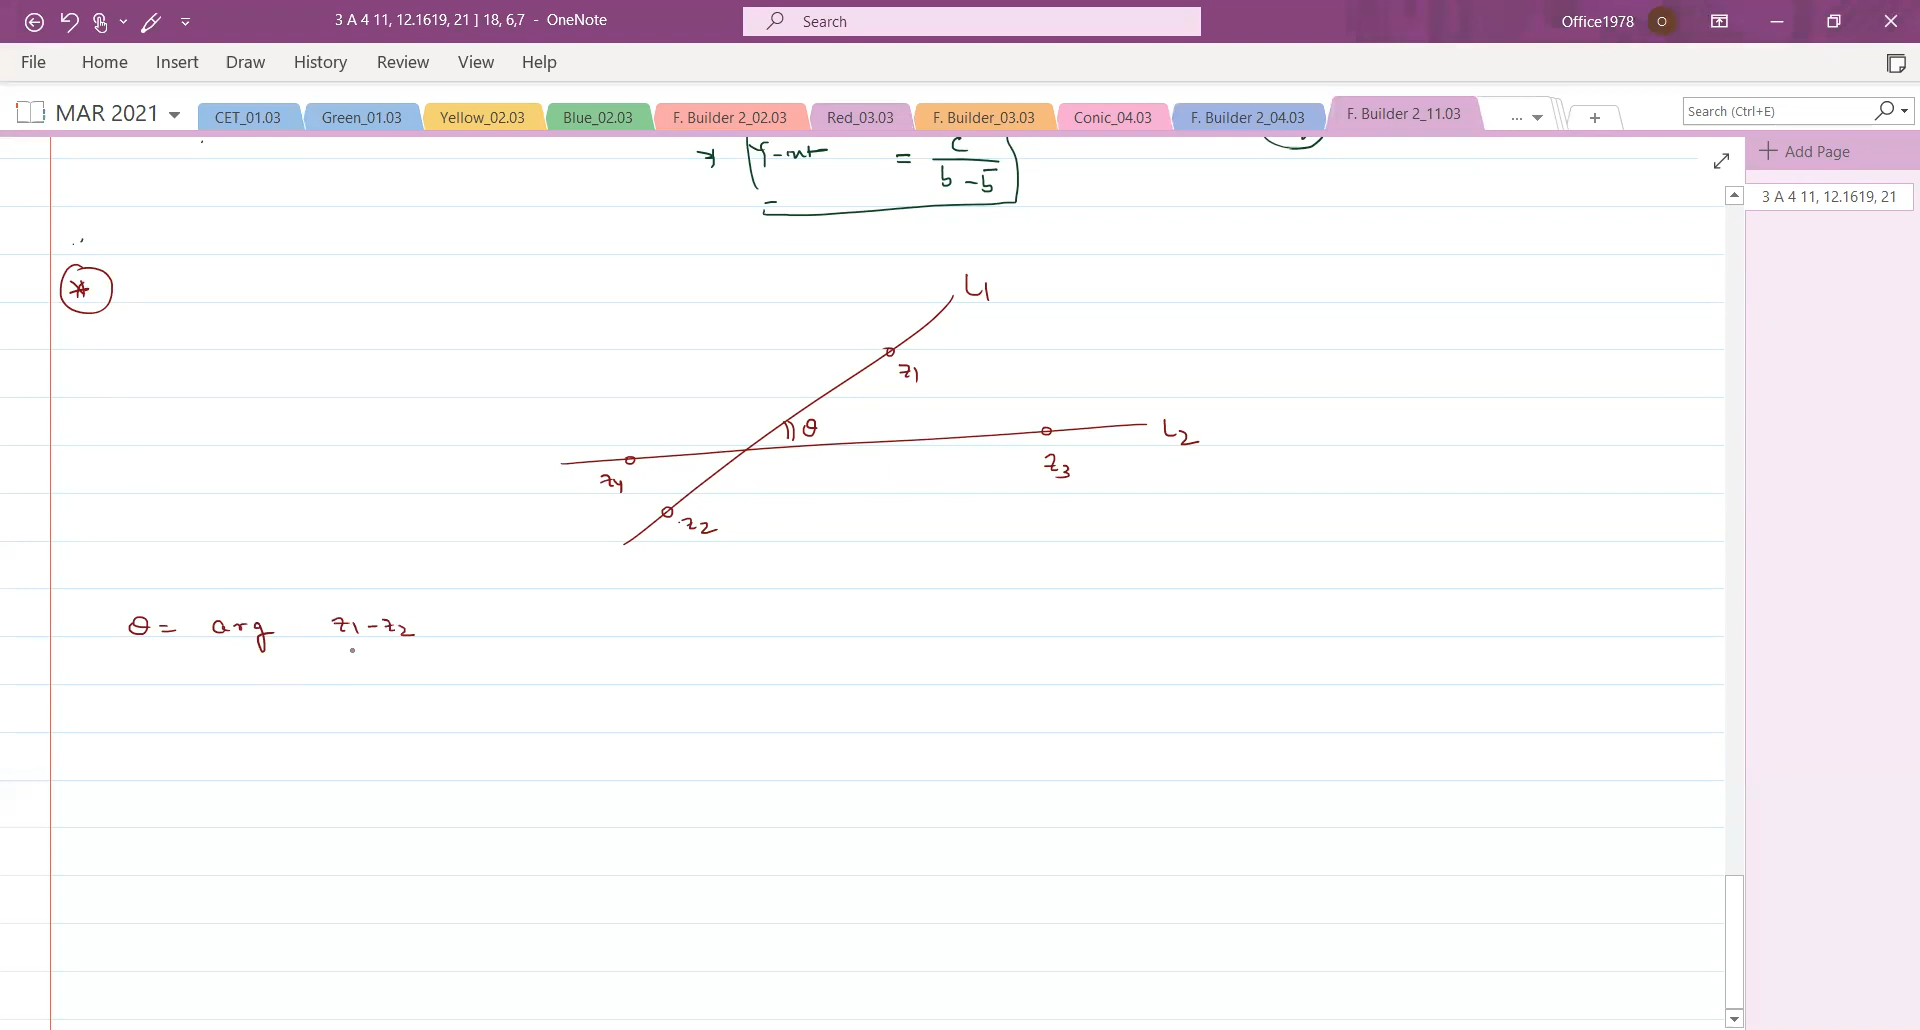 3 A 4 11, 12.1619, 21 ] 18, 6,7 - OneNote
Search
Office1978
O
File Home Insert Draw History Review View Help
MAR 2021
CET_01.03
Green_01.03
Yellow_02.03
Blue_02.03
F. Builder 2_02.03
Red_03.03
F. Builder_03.03
Conic_04.03
F. Builder 2_04.03
F. Builder 2_11.03
...
+
Search (Ctrl+E)
Add Page
3 A 4 11, 12.1619, 21
Y-int = c / b - b̄
*
L1
z1
θ
L2
z3
z4
z2
θ = arg z1 - z2